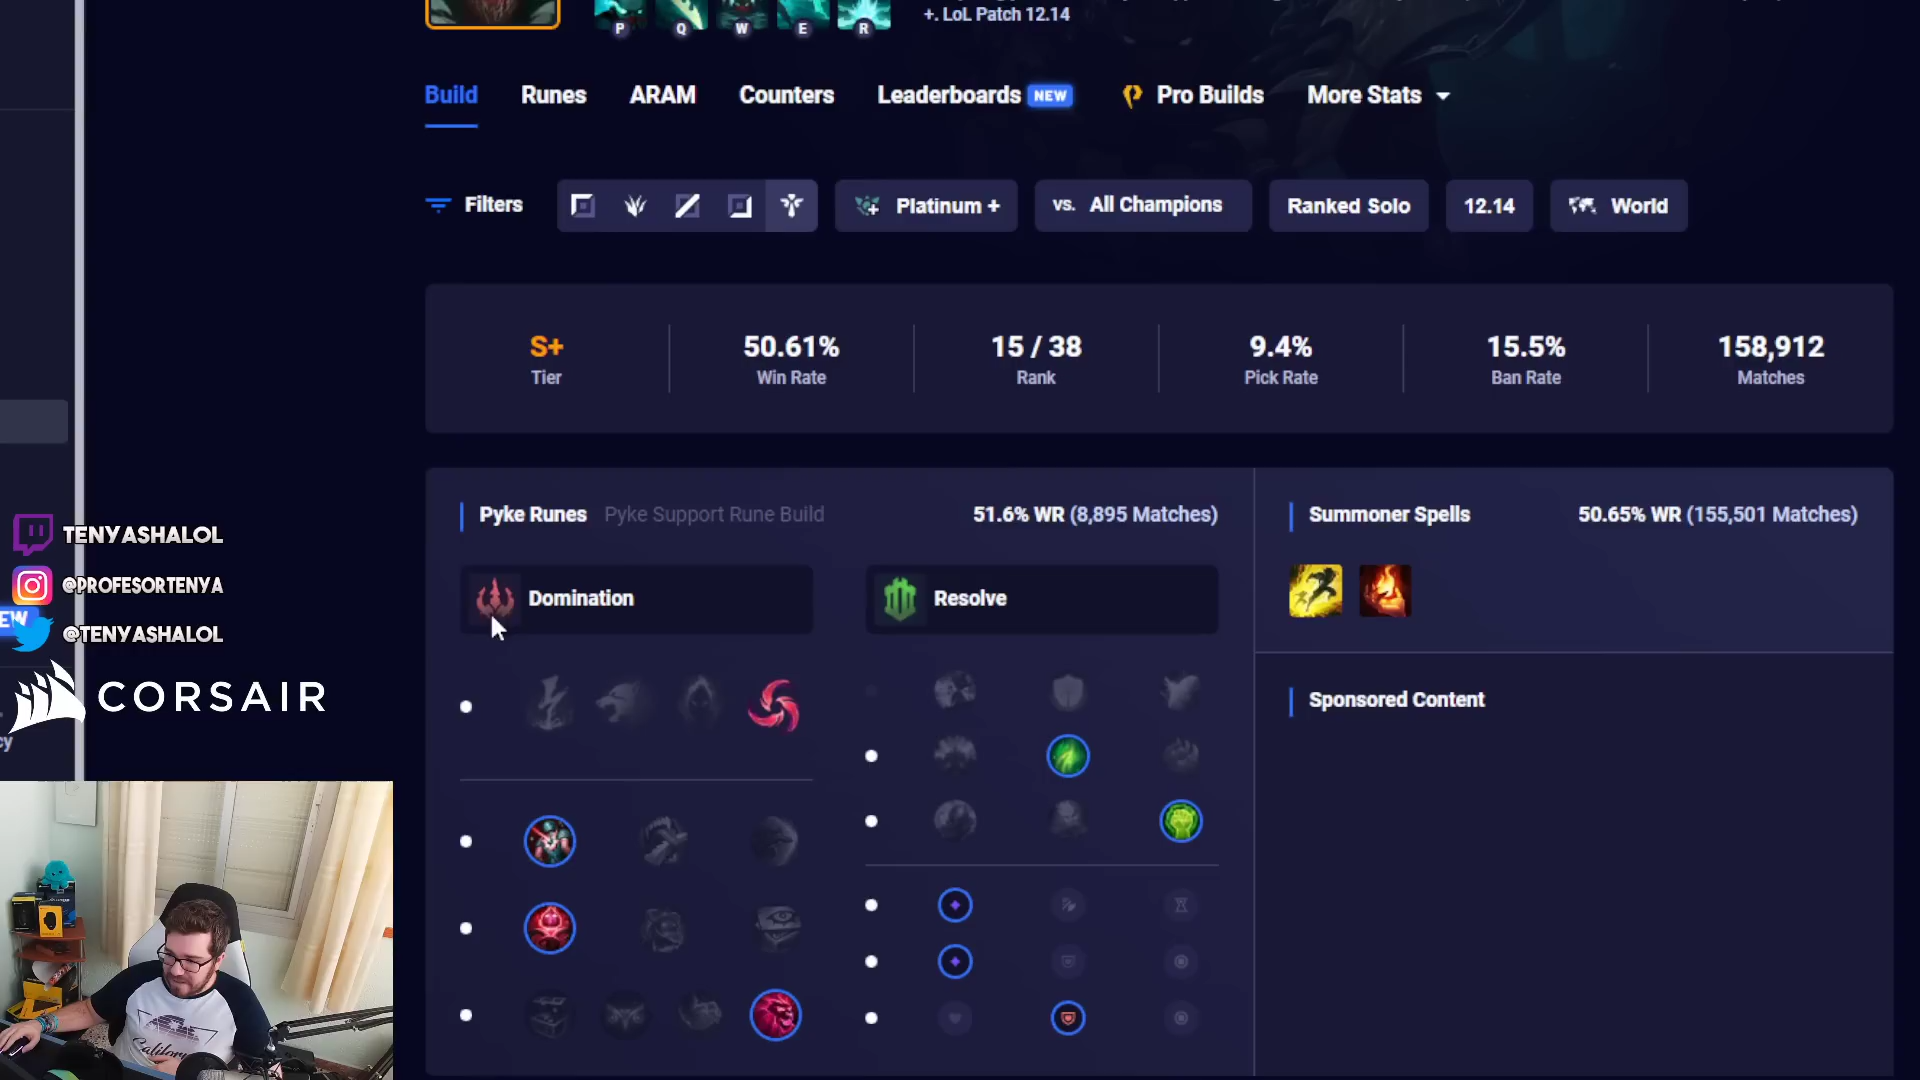 +. LoL Patch 12.14
P Q W E R
Build Runes ARAM Counters Leaderboards NEW Pro Builds More Stats
Filters Platinum + vs. All Champions Ranked Solo 12.14 World
S+ 50.61% 15 / 38 9.4% 15.5% 158,912
Tier Win Rate Rank Pick Rate Ban Rate Matches
Pyke Runes Pyke Support Rune Build 51.6% WR (8,895 Matches)
Summoner Spells 50.65% WR (155,501 Matches)
Domination Resolve
Sponsored Content
TENYASHALOL
@PROFESORTENYA
EW
@TENYASHALOL
CORSAIR
cy